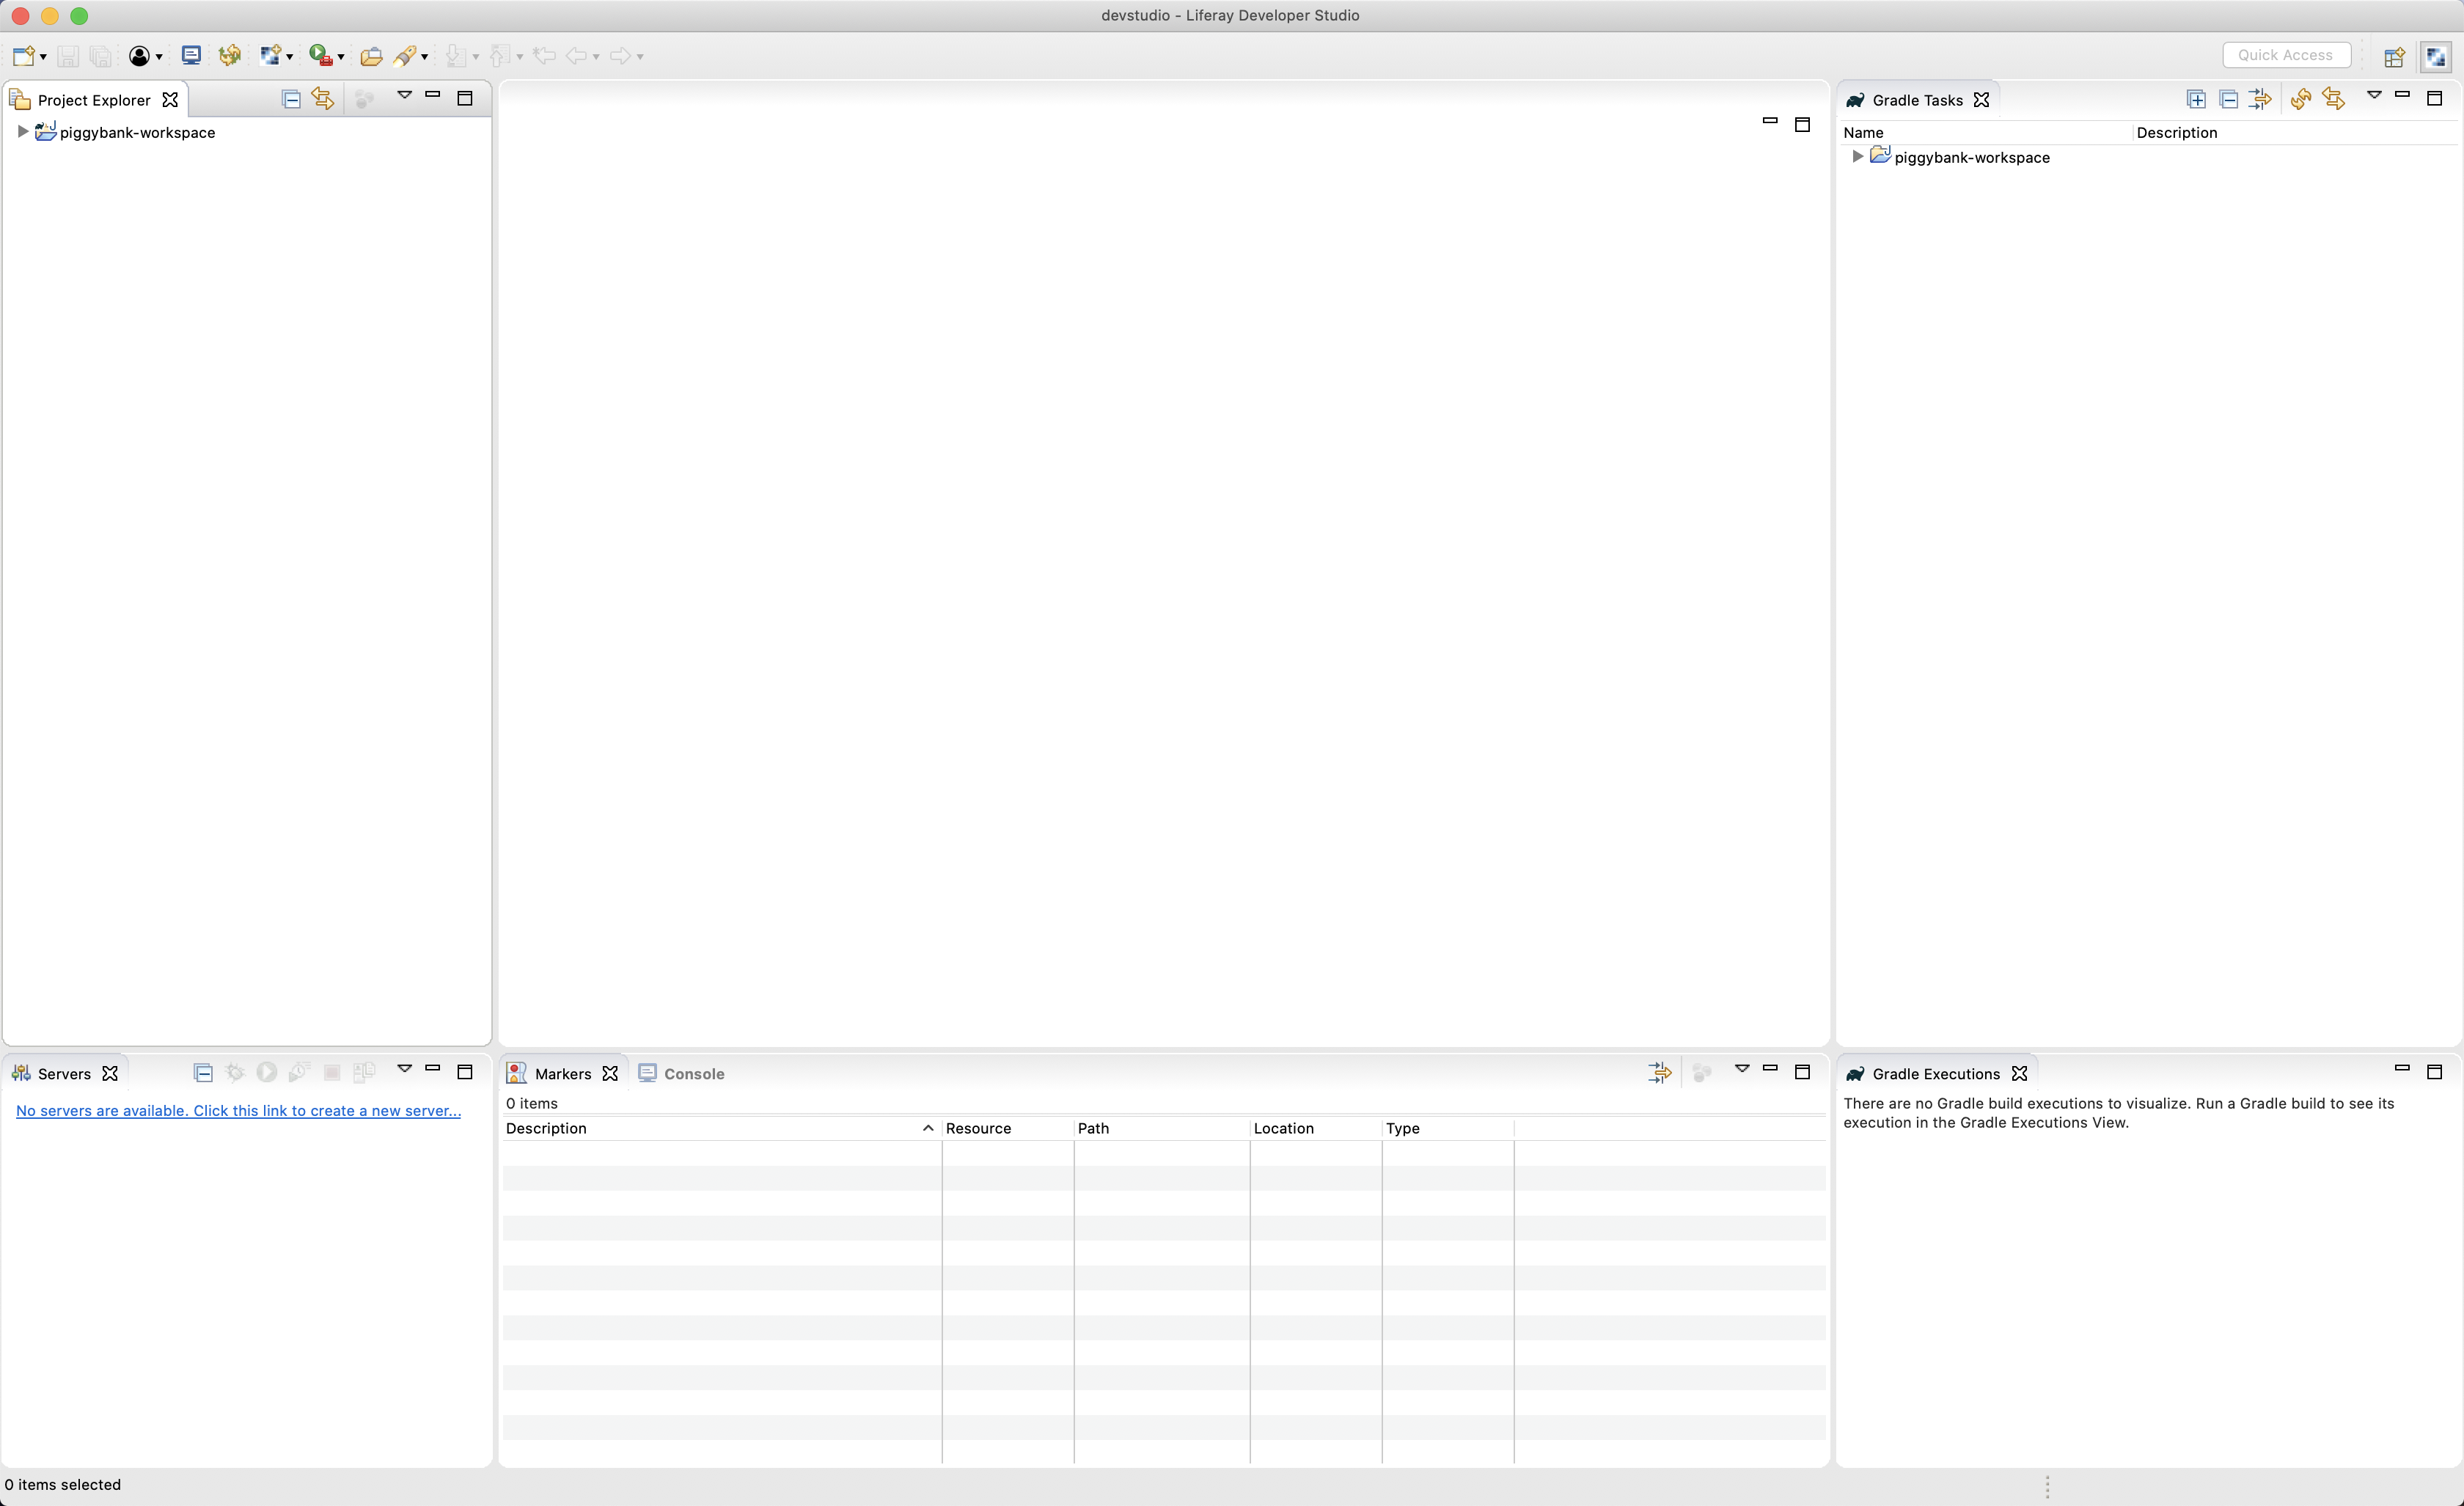 devstudio - Liferay Developer Studio
Quick Access
Project Explorer
piggybank-workspace
Gradle Tasks
Name Description
piggybank-workspace
Servers
No servers are available. Click this link to create a new server...
Markers Console
0 items
Description Resource Path Location Type
Gradle Executions
There are no Gradle build executions to visualize. Run a Gradle build to see its
execution in the Gradle Executions View.
0 items selected